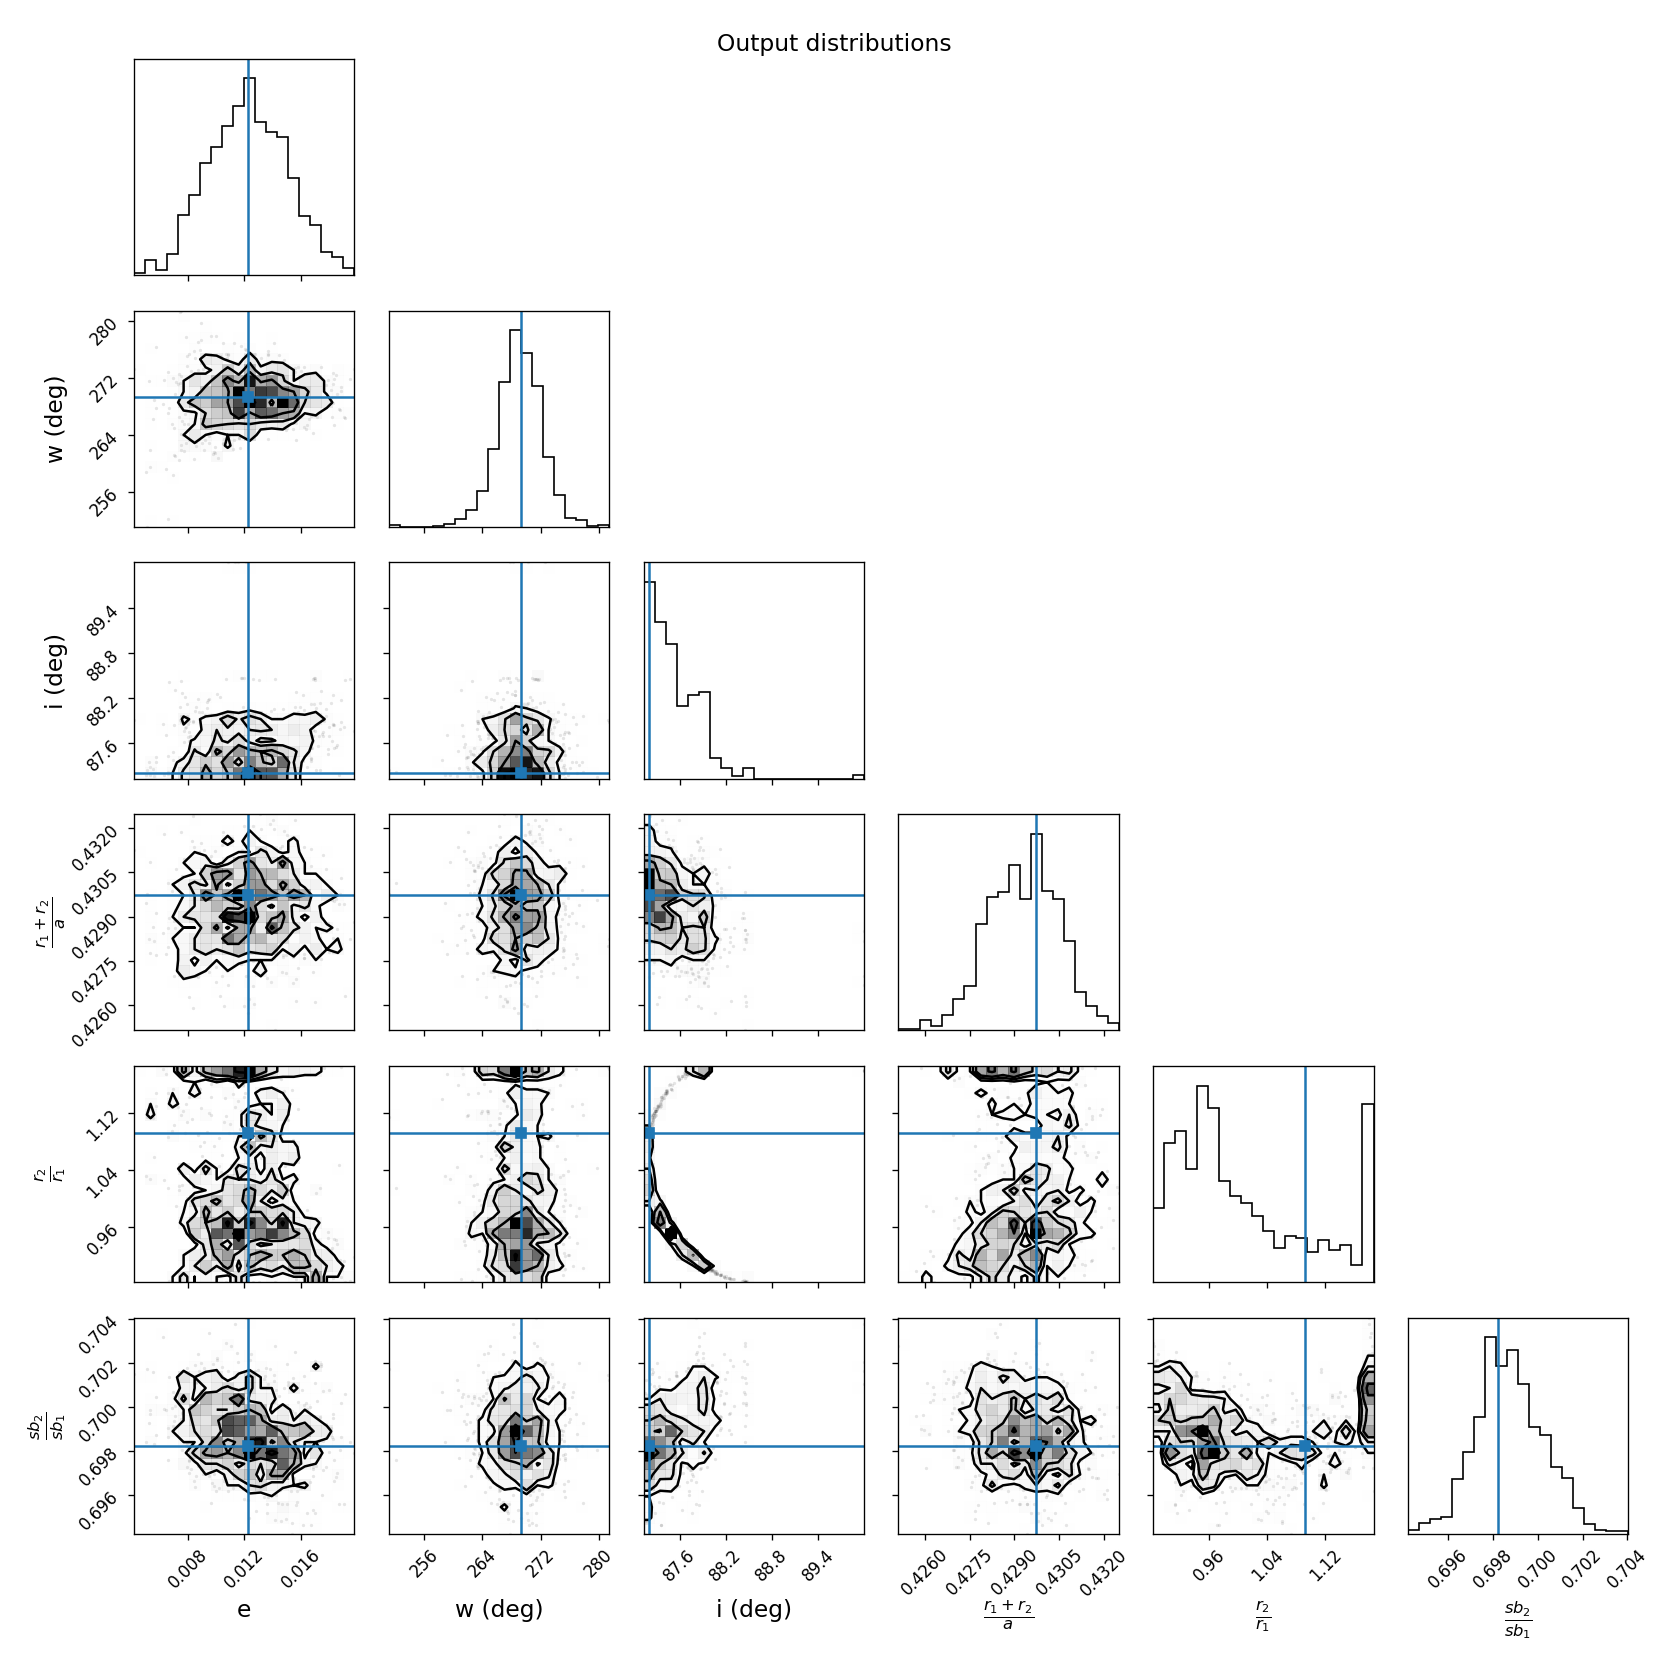 Output distributions
280
272
264
256
w (deg)
89.4
88.8
88.2
87.6
i (deg)
0.4320
0.4305
0.4290
0.4275
0.4260
r1 + r2
a
1.12
1.04
0.96
r2
r1
0.704
0.702
0.700
0.698
0.696
sb2
sb1
0.008 0.012 0.016
256 264 272 280
87.6 88.2 88.8 89.4
0.4260 0.4275 0.4290 0.4305 0.4320
0.96 1.04 1.12
0.696 0.698 0.700 0.702 0.704
e
w (deg)
i (deg)
r1 + r2
a
r2
r1
sb2
sb1